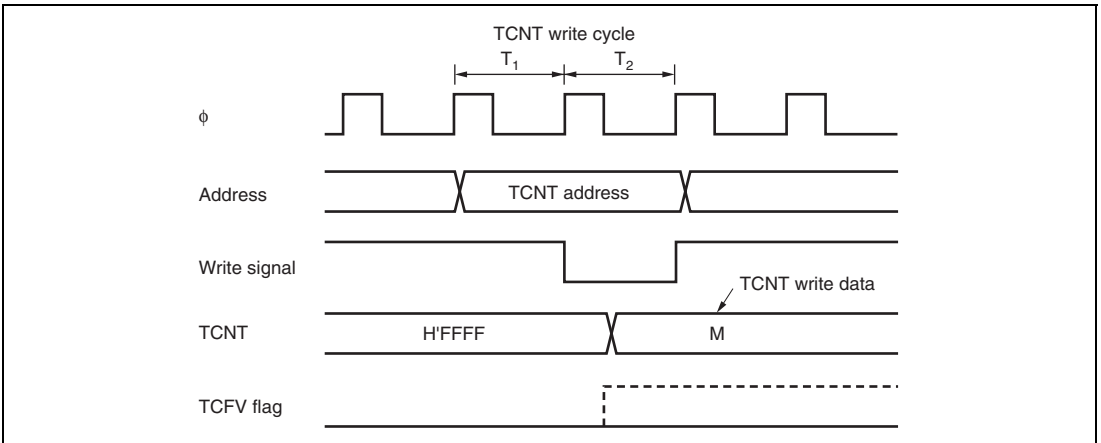 TCNT write cycle
T1 T2
φ
Address
TCNT address
Write signal
TCNT write data
TCNT
H'FFFF
M
TCFV flag